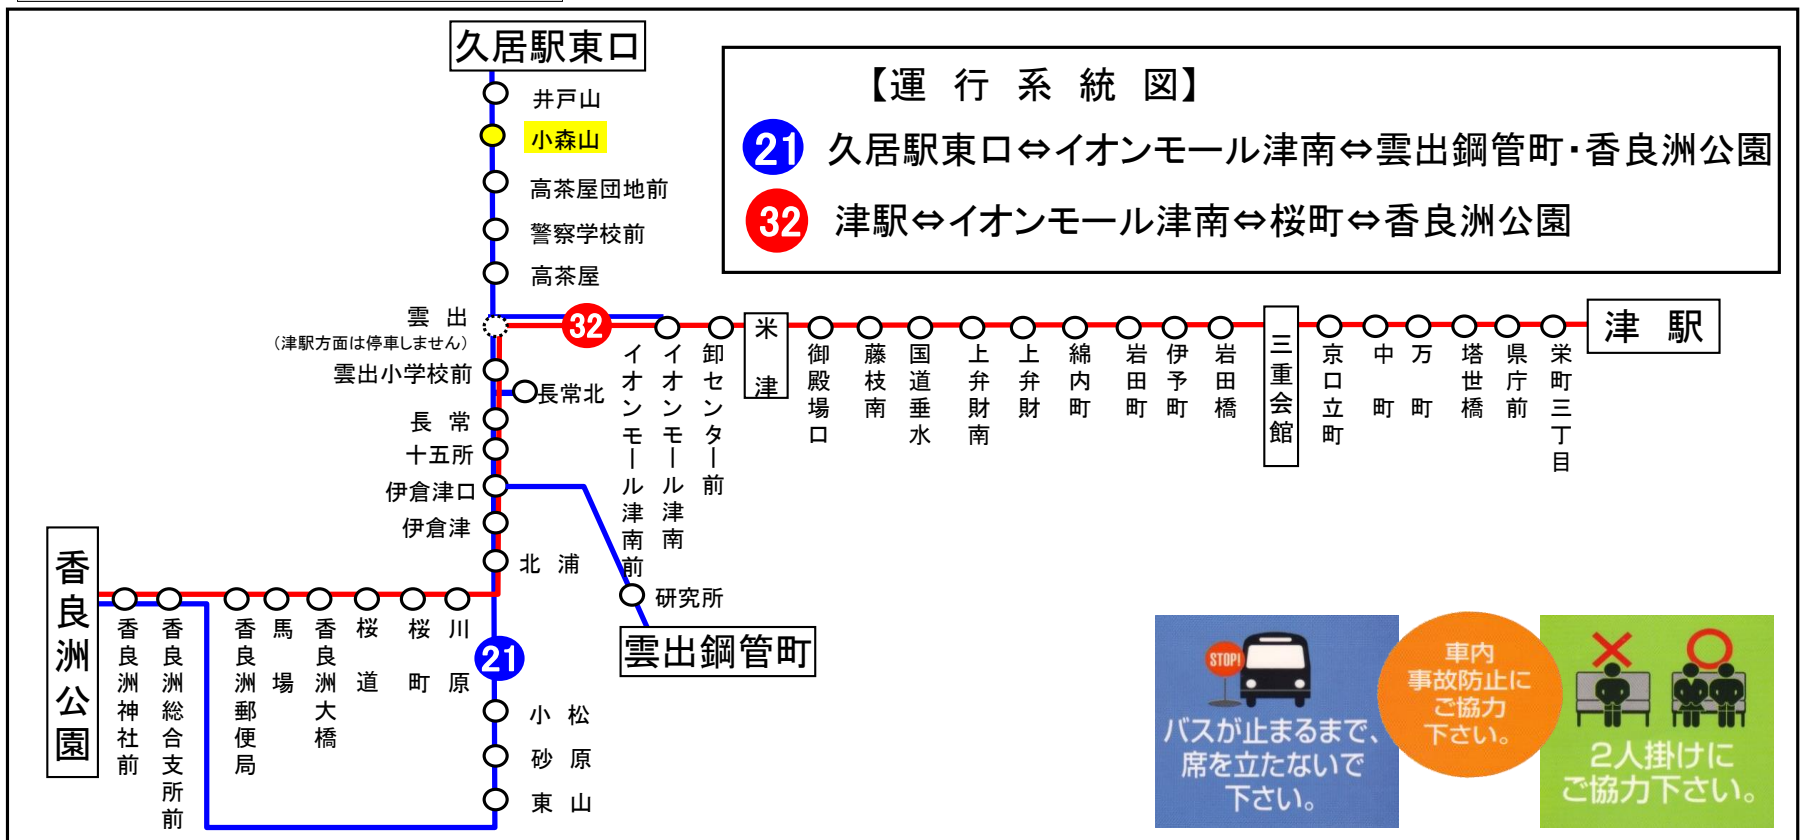 久居駅東口
井戸山
小森山
高茶屋団地前
警察学校前
高茶屋
【運 行 系 統 図】
21 久居駅東口⇔イオンモール津南⇔雲出鋼管町・香良洲公園
32 津駅⇔イオンモール津南⇔桜町⇔香良洲公園
雲 出
(津駅方面は停車しません)
雲出小学校前
長常北
長 常
十五所
伊倉津口
伊倉津
北 浦
32
イオンモール津南前
イオンモール津南
卸センター前
米 津
御殿場口
藤枝南
国道垂水
上弁財南
上弁財
綿内町
岩田町
伊予町
岩田橋
三重会館
京口立町
中 町
万 町
塔世橋
県庁前
栄町三丁目
津 駅
研究所
雲出鋼管町
香良洲公園
香良洲神社前
香良洲総合支所前
香良洲郵便局
馬 場
香良洲大橋
桜 道
桜 町
川 原
21
小 松
砂 原
東 山
STOP!
バスが止まるまで、
席を立たないで
下さい。
車内
事故防止に
ご協力
下さい。
2人掛けに
ご協力下さい。